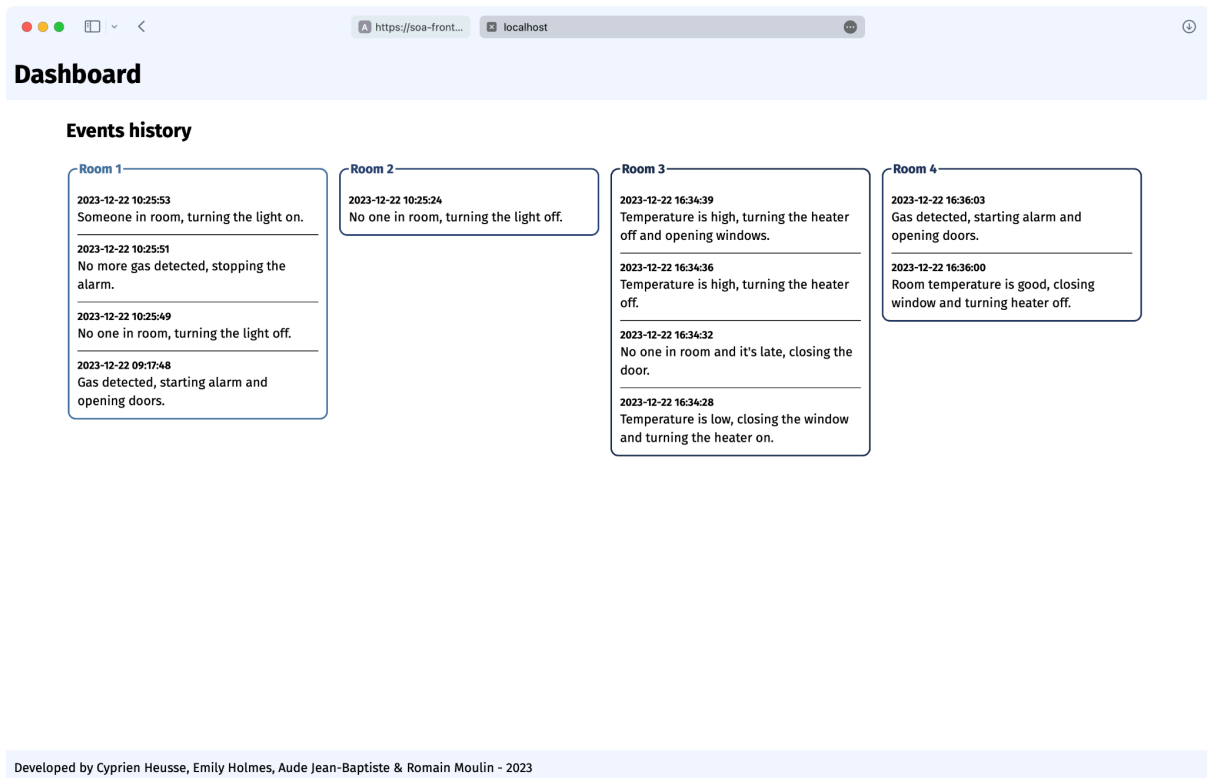 https://soa-front...
localhost
Dashboard
Events history
Room 1
2023-12-22 10:25:53
Someone in room, turning the light on.
2023-12-22 10:25:51
No more gas detected, stopping the
alarm.
2023-12-22 10:25:49
No one in room, turning the light off.
2023-12-22 09:17:48
Gas detected, starting alarm and
opening doors.
Room 2
2023-12-22 10:25:24
No one in room, turning the light off.
Room 3
2023-12-22 16:34:39
Temperature is high, turning the heater
off and opening windows.
2023-12-22 16:34:36
Temperature is high, turning the heater
off.
2023-12-22 16:34:32
No one in room and it's late, closing the
door.
2023-12-22 16:34:28
Temperature is low, closing the window
and turning the heater on.
Room 4
2023-12-22 16:36:03
Gas detected, starting alarm and
opening doors.
2023-12-22 16:36:00
Room temperature is good, closing
window and turning heater off.
Developed by Cyprien Heusse, Emily Holmes, Aude Jean-Baptiste & Romain Moulin - 2023